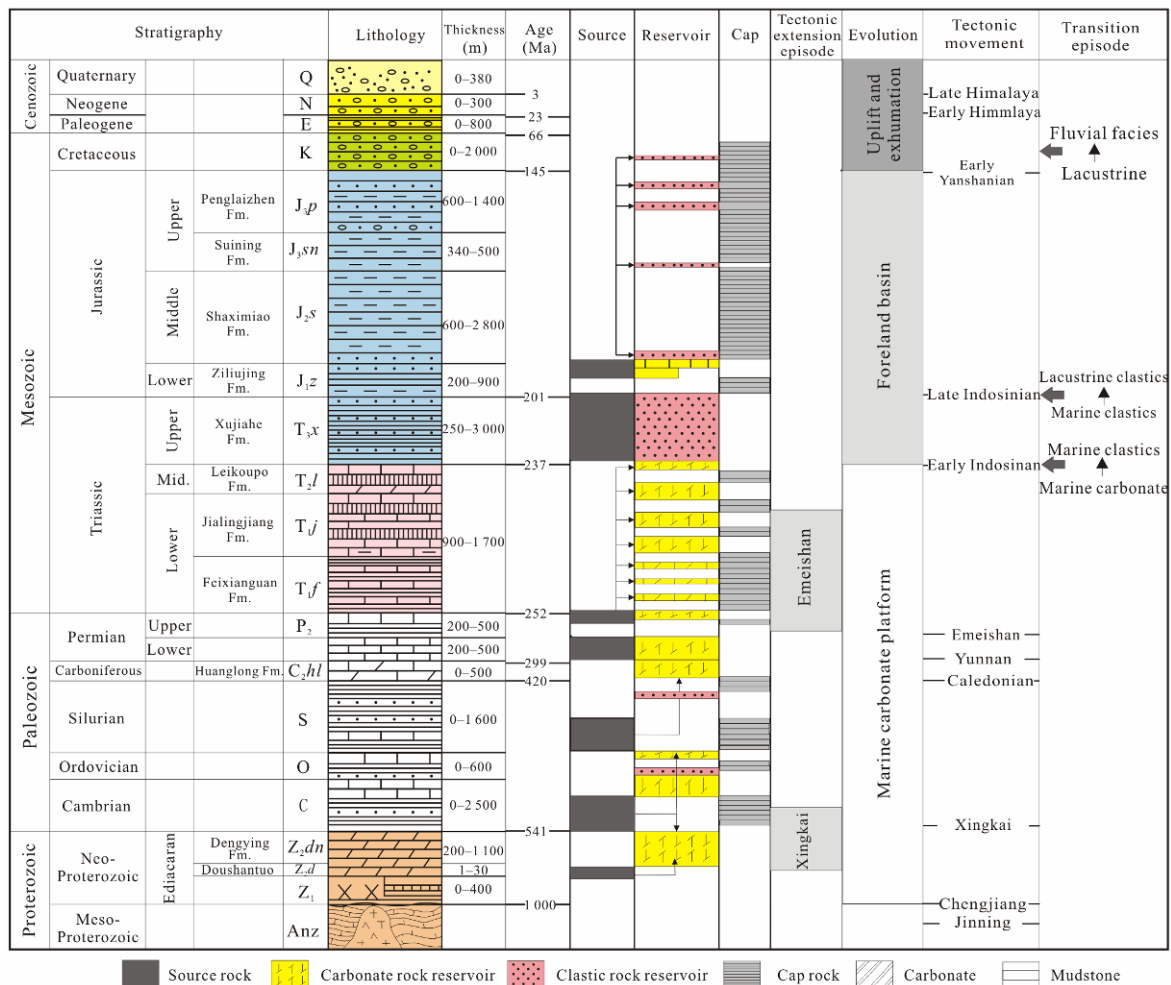 Stratigraphy
Lithology
Thickness
(m)
Age
(Ma)
Source
Reservoir
Cap
Tectonic
extension
episode
Evolution
Tectonic
movement
Transition
episode
Cenozoic
Quaternary
Q
0–380
3
Neogene
N
0–300
23
Paleogene
E
0–800
66
Uplift and
exhumation
Late Himalaya
Early Himmlaya
Mesozoic
Cretaceous
K
0–2 000
145
Fluvial facies
Lacustrine
Early
Yanshanian
Jurassic
Upper
Penglaizhen
Fm.
J₃p
600–1 400
Suining
Fm.
J₃sn
340–500
Middle
Shaximiao
Fm.
J₂s
600–2 800
Lower
Ziliujing
Fm.
J₁z
200–900
201
Foreland basin
Late Indosinian
Lacustrine clastics
Marine clastics
Triassic
Upper
Xujiahe
Fm.
T₃x
250–3 000
237
Early Indosinan
Marine clastics
Marine carbonate
Mid.
Leikoupo
Fm.
T₂l
Lower
Jialingjiang
Fm.
T₁j
900–1 700
Feixianguan
Fm.
T₁f
252
Emeishan
Marine carbonate platform
Paleozoic
Permian
Upper
P₂
200–500
Lower
200–500
299
Emeishan
Yunnan
Carboniferous
Huanglong Fm.
C₂hl
0–500
420
Caledonian
Silurian
S
0–1 600
Ordovician
O
0–600
Cambrian
C
0–2 500
541
Xingkai
Xingkai
Proterozoic
Neo-
Proterozoic
Ediacaran
Dengying
Fm.
Z₂dn
200–1 100
Doushantuo
Z₂d
1–30
Z₁
0–400
1 000
Chengjiang
Jinning
Meso-
Proterozoic
Anz
Source rock
Carbonate rock reservoir
Clastic rock reservoir
Cap rock
Carbonate
Mudstone